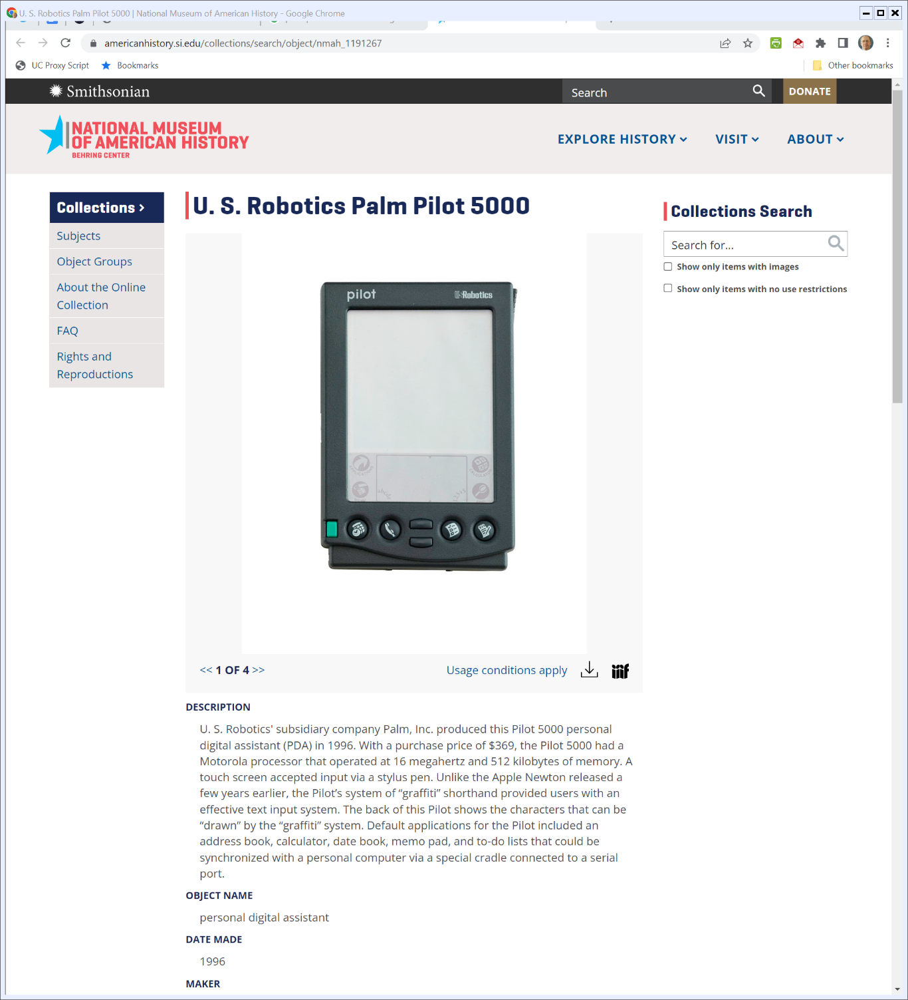 U. S. Robotics Palm Pilot 5000 | National Museum of American History - Google Chrome
americanhistory.si.edu/collections/search/object/nmah_1191267
UC Proxy Script
Bookmarks
Other bookmarks
Smithsonian
Search
DONATE
NATIONAL MUSEUM
OF AMERICAN HISTORY
BEHRING CENTER
EXPLORE HISTORY
VISIT
ABOUT
Collections >
Subjects
Object Groups
About the Online
Collection
FAQ
Rights and
Reproductions
U. S. Robotics Palm Pilot 5000
pilot
Robotics
APPLICATIONS
CALCULATOR
abcde
12345
<< 1 OF 4 >>
Usage conditions apply
iiif
Collections Search
Search for...
Show only items with images
Show only items with no use restrictions
DESCRIPTION
U. S. Robotics' subsidiary company Palm, Inc. produced this Pilot 5000 personal
digital assistant (PDA) in 1996. With a purchase price of $369, the Pilot 5000 had a
Motorola processor that operated at 16 megahertz and 512 kilobytes of memory. A
touch screen accepted input via a stylus pen. Unlike the Apple Newton released a
few years earlier, the Pilot’s system of “graffiti” shorthand provided users with an
effective text input system. The back of this Pilot shows the characters that can be
“drawn” by the “graffiti” system. Default applications for the Pilot included an
address book, calculator, date book, memo pad, and to-do lists that could be
synchronized with a personal computer via a special cradle connected to a serial
port.
OBJECT NAME
personal digital assistant
DATE MADE
1996
MAKER